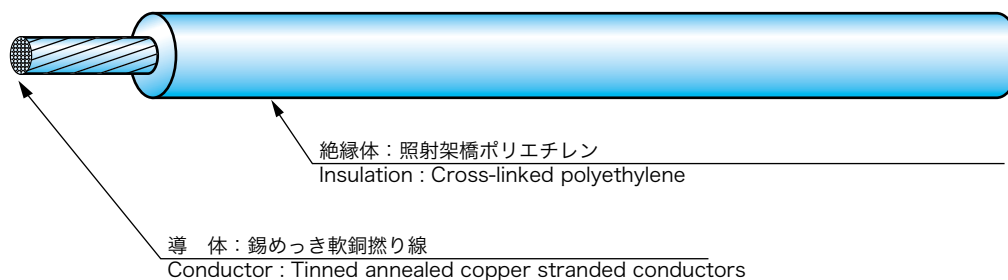 絶縁体：照射架橋ポリエチレン
Insulation : Cross-linked polyethylene
導　体：錫めっき軟銅撚り線
Conductor : Tinned annealed copper stranded conductors